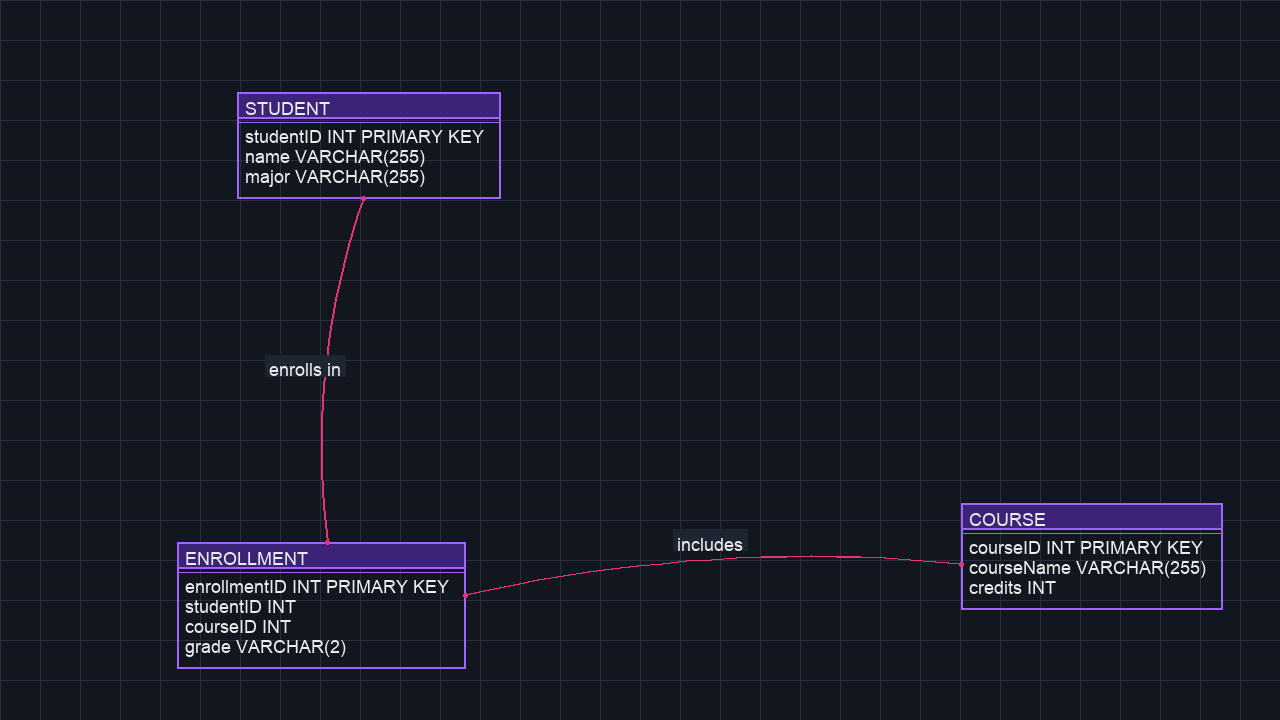 STUDENT
studentID INT PRIMARY KEY
name VARCHAR(255)
major VARCHAR(255)
enrolls in
ENROLLMENT
enrollmentID INT PRIMARY KEY
studentID INT
courseID INT
grade VARCHAR(2)
includes
COURSE
courseID INT PRIMARY KEY
courseName VARCHAR(255)
credits INT